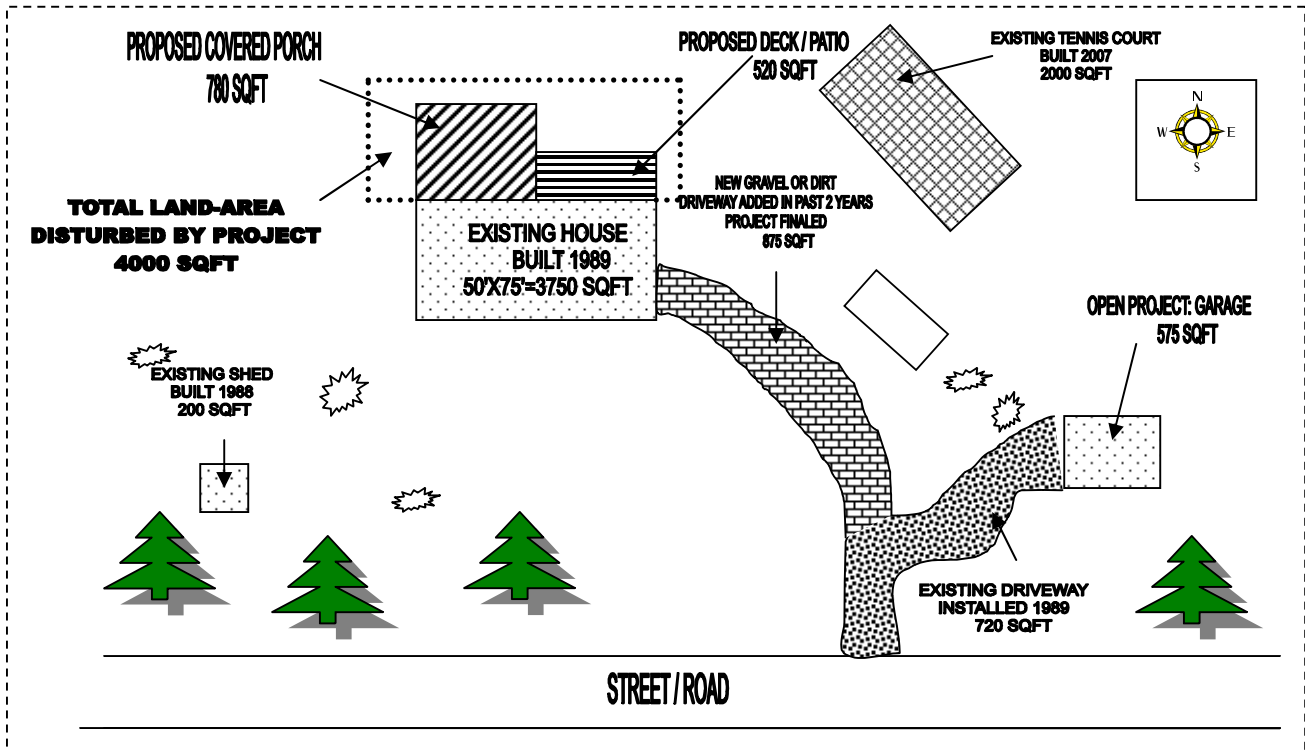 PROPOSED COVERED PORCH
780 SQFT
PROPOSED DECK / PATIO
520 SQFT
EXISTING TENNIS COURT
BUILT 2007
2000 SQFT
N
W
E
S
TOTAL LAND-AREA
DISTURBED BY PROJECT
4000 SQFT
NEW GRAVEL OR DIRT
DRIVEWAY ADDED IN PAST 2 YEARS
PROJECT FINALED
875 SQFT
EXISTING HOUSE
BUILT 1989
50'X75'=3750 SQFT
OPEN PROJECT: GARAGE
575 SQFT
EXISTING SHED
BUILT 1988
200 SQFT
EXISTING DRIVEWAY
INSTALLED 1989
720 SQFT
STREET / ROAD